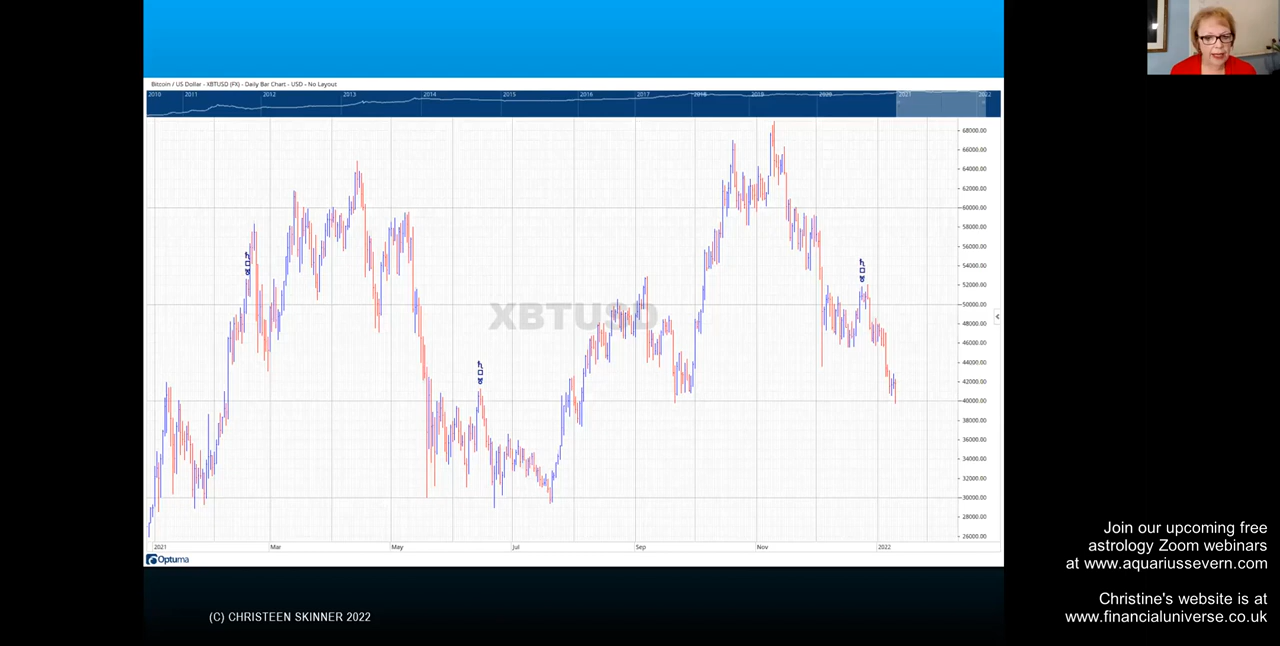 Bitcoin / US Dollar - XBTUSD (FX) - Daily Bar Chart - USD - No Layout
2010 2011 2012 2013 2014 2015 2016 2017 2018 2019 2020 2021 2022
68000.00
66000.00
64000.00
62000.00
60000.00
58000.00
56000.00
54000.00
52000.00
50000.00
48000.00
46000.00
44000.00
42000.00
40000.00
38000.00
36000.00
34000.00
32000.00
30000.00
28000.00
26000.00
♄
□
♅
♄
□
♅
♄
□
♅
XBTUSD
2021 Mar May Jul Sep Nov 2022
Optuma
(C) CHRISTEEN SKINNER 2022
Join our upcoming free
astrology Zoom webinars
at www.aquariussevern.com
Christine's website is at
www.financialuniverse.co.uk